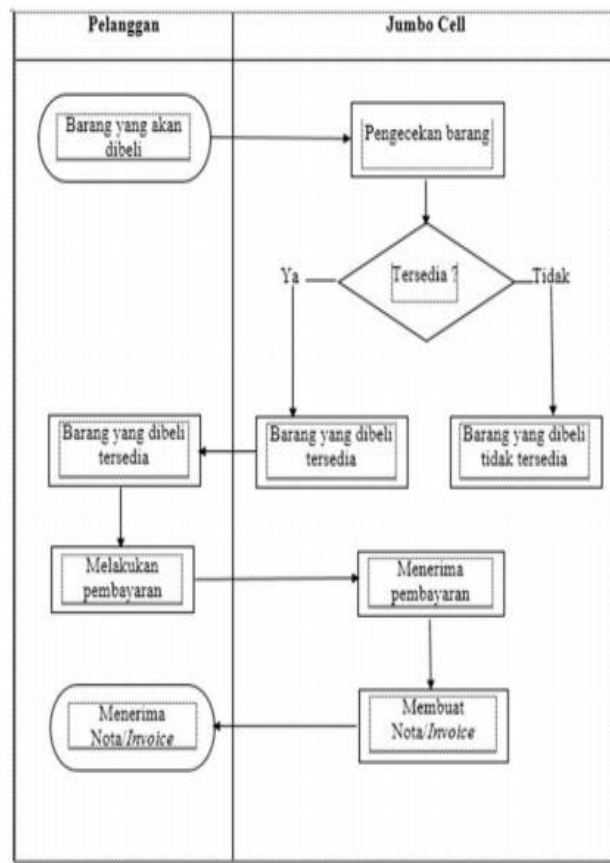 Pelanggan
Jumbo Cell
Barang yang akan
dibeli
Pengecekan barang
Tersedia ?
Ya
Tidak
Barang yang dibeli
tersedia
Barang yang dibeli
tersedia
Barang yang dibeli
tidak tersedia
Melakukan
pembayaran
Menerima
pembayaran
Menerima
Nota/Invoice
Membuat
Nota/Invoice